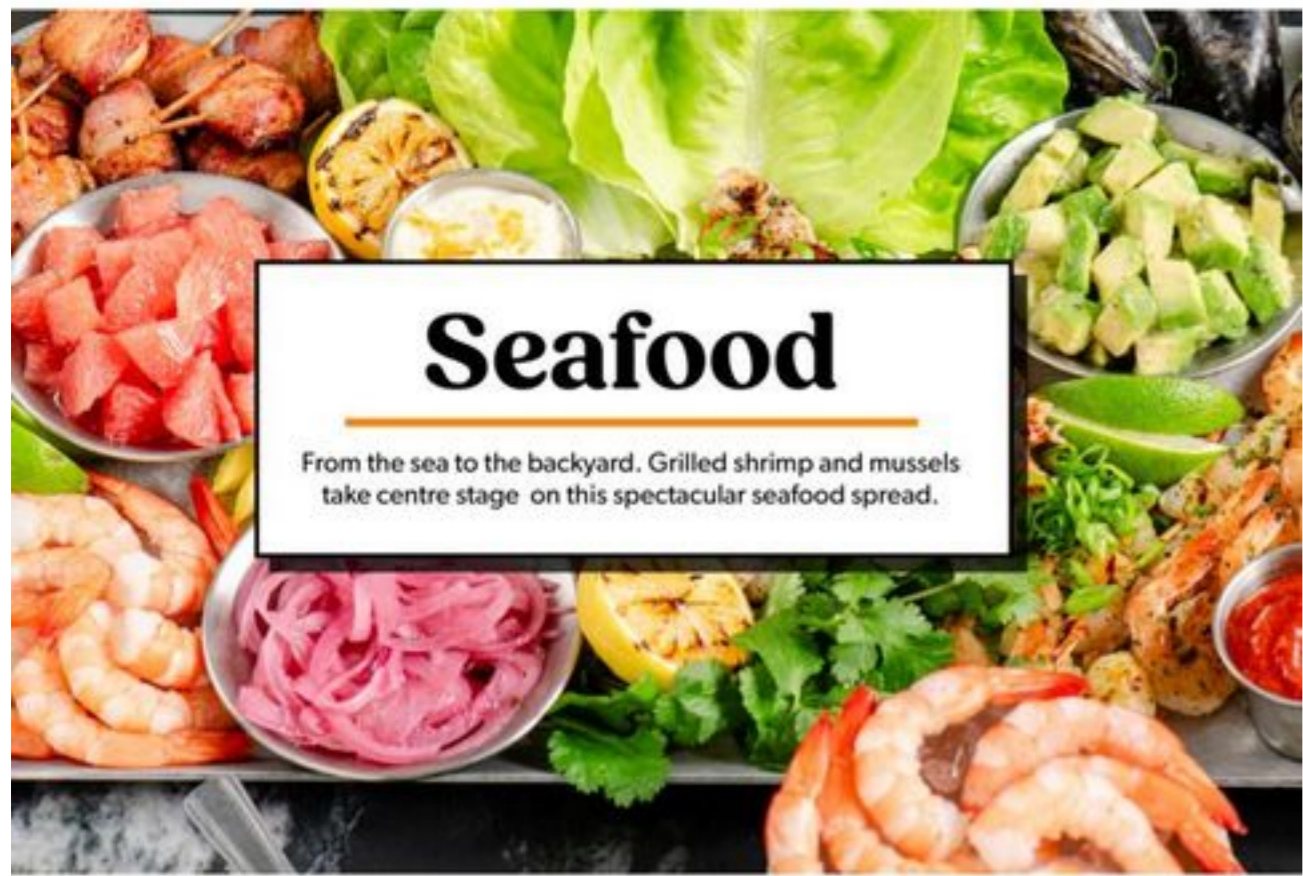 Seafood
From the sea to the backyard. Grilled shrimp and mussels
take centre stage on this spectacular seafood spread.